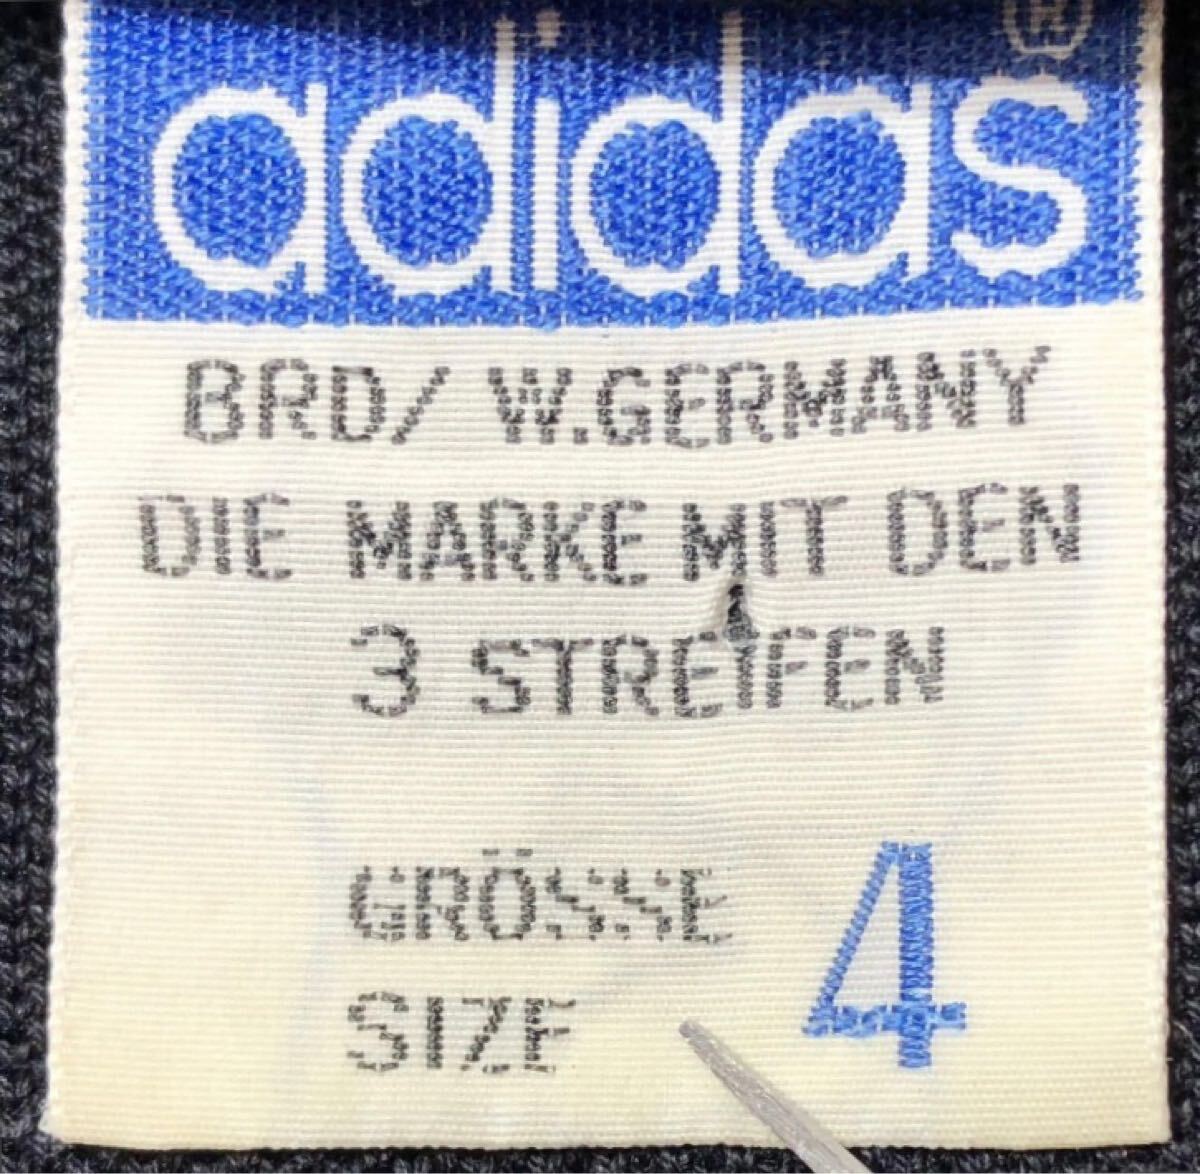 adidas®
BRD/ W.GERMANY
DIE MARKE MIT DEN
3 STREIFEN
GRÖSSE
SIZE 4